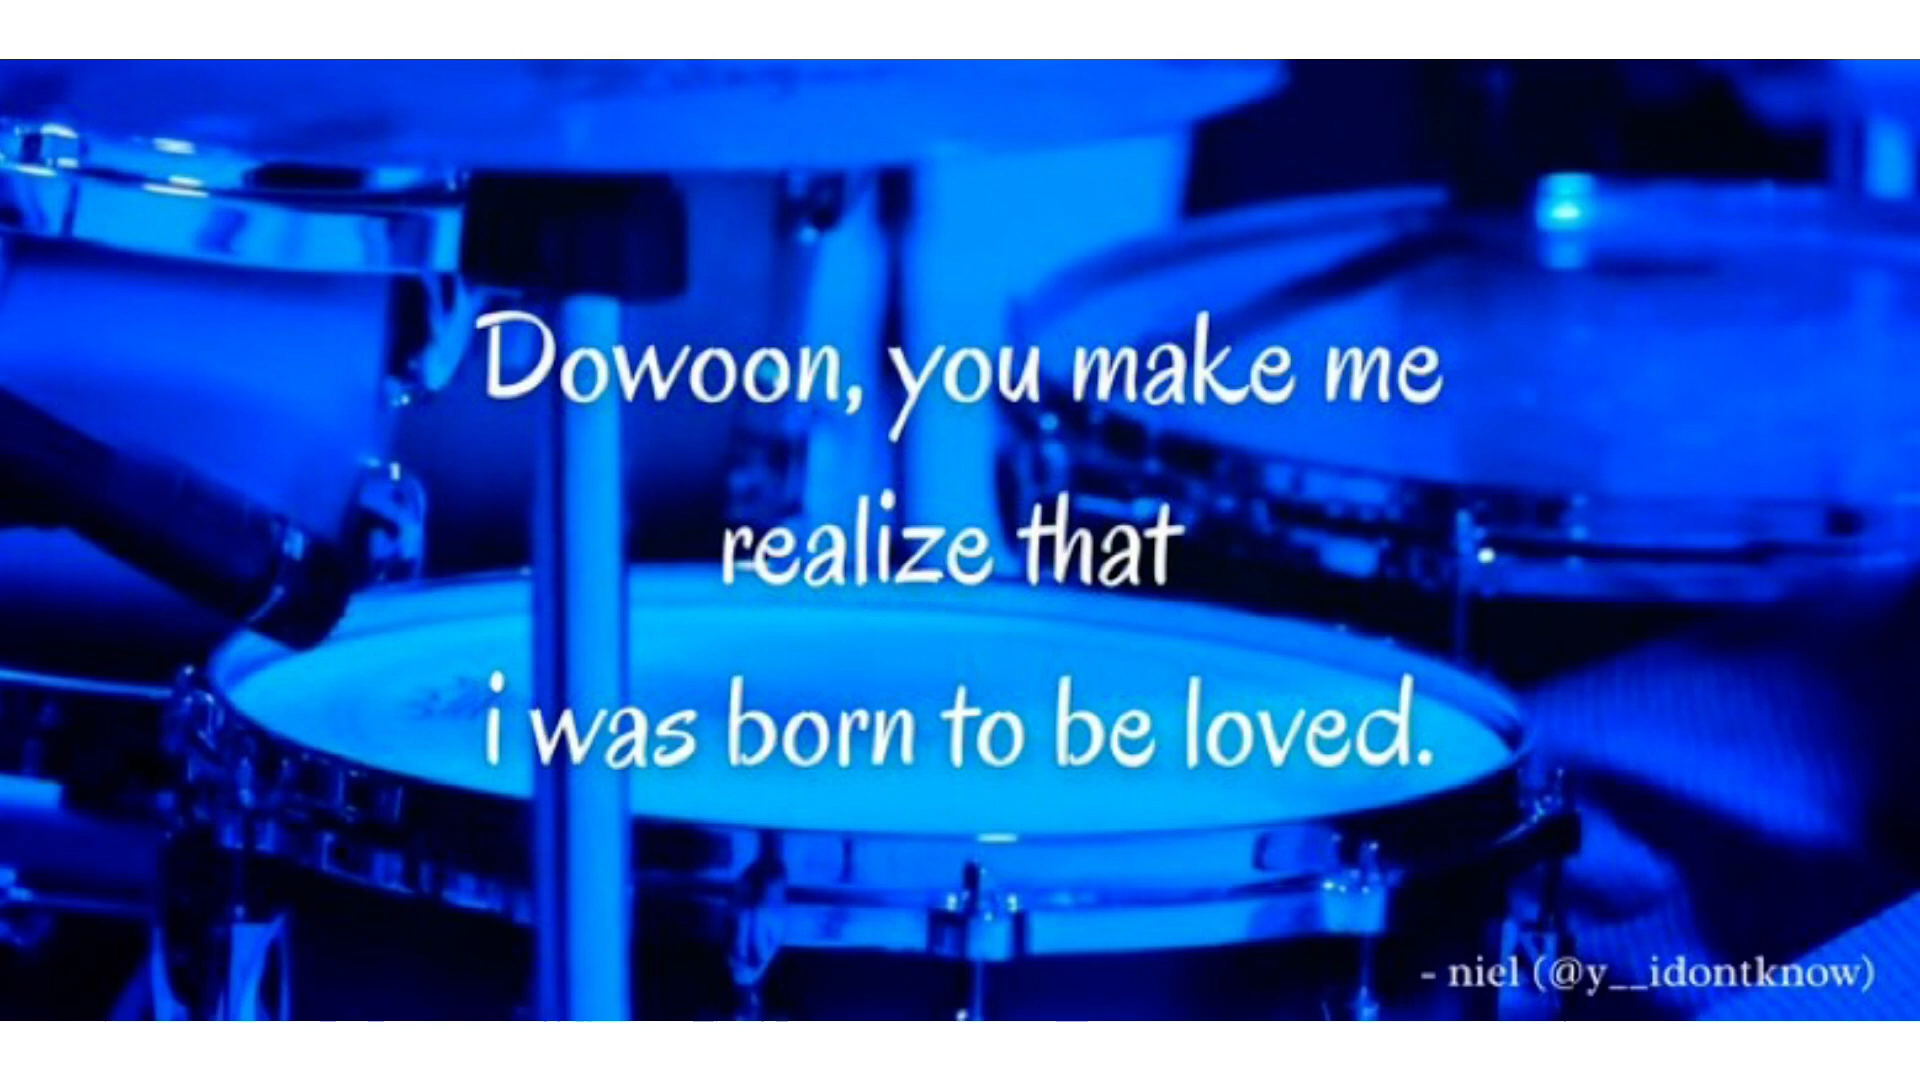 Dowoon, you make me
realize that
i was born to be loved.
- niel (@y__idontknow)